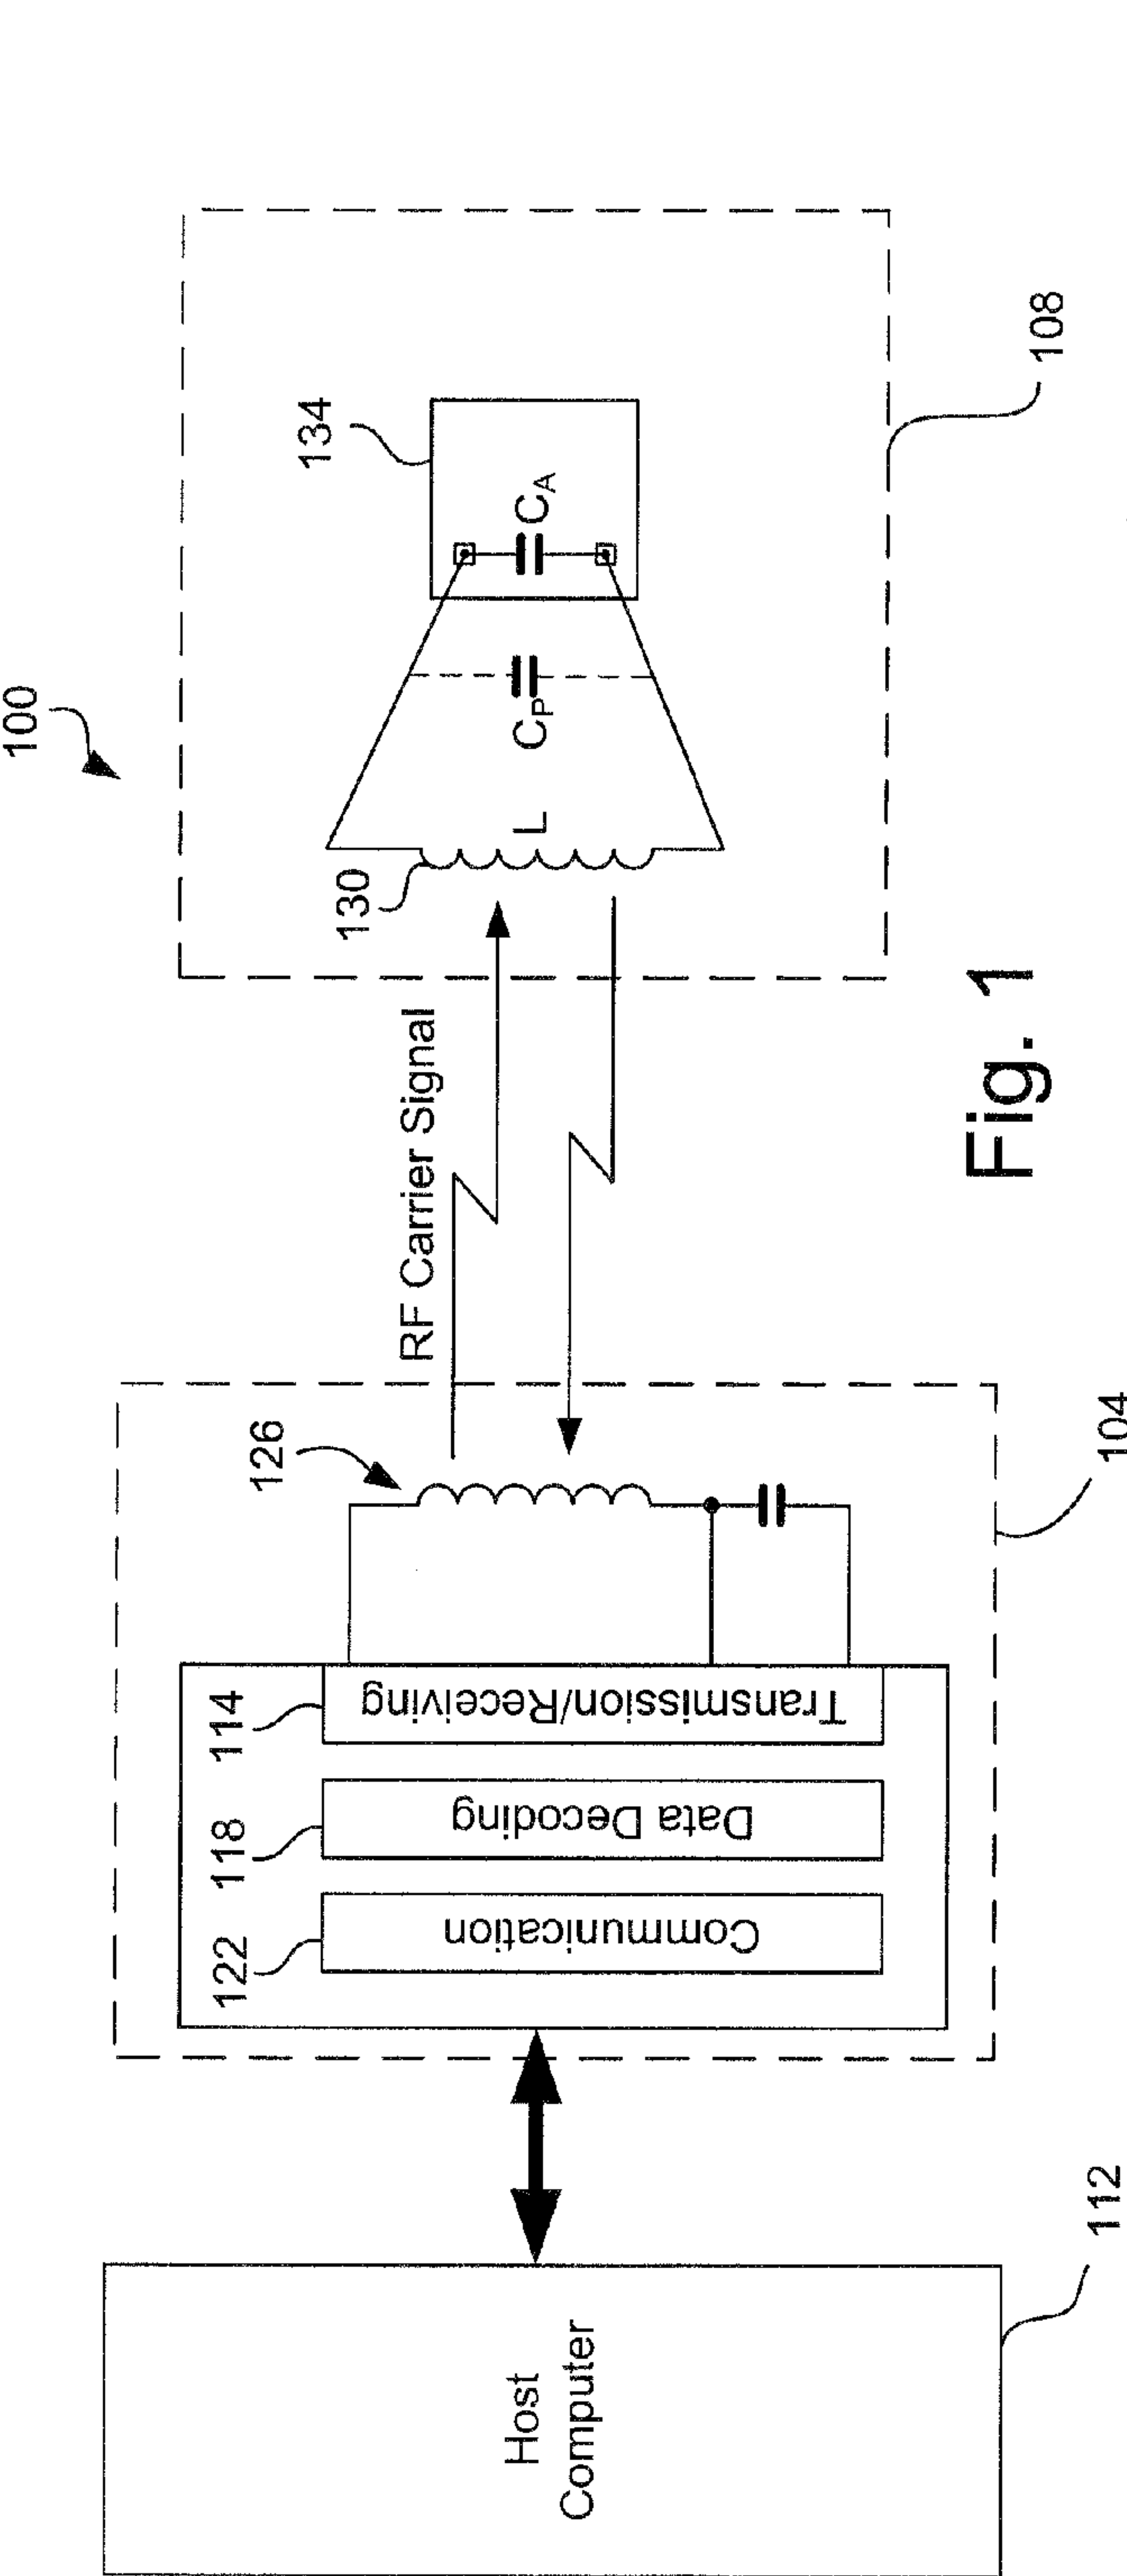 100
134
C_A
C_P
L
130
108
RF Carrier Signal
126
104
114
Transmission/Receiving
118
Data Decoding
122
Communication
Host
Computer
112
Fig. 1